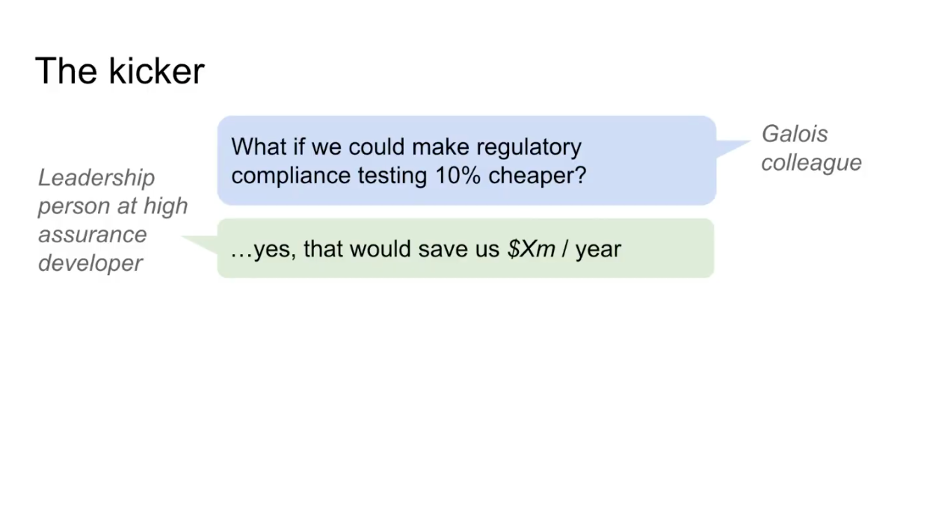 The kicker
What if we could make regulatory
compliance testing 10% cheaper?
Galois
colleague
Leadership
person at high
assurance
developer
…yes, that would save us $Xm / year